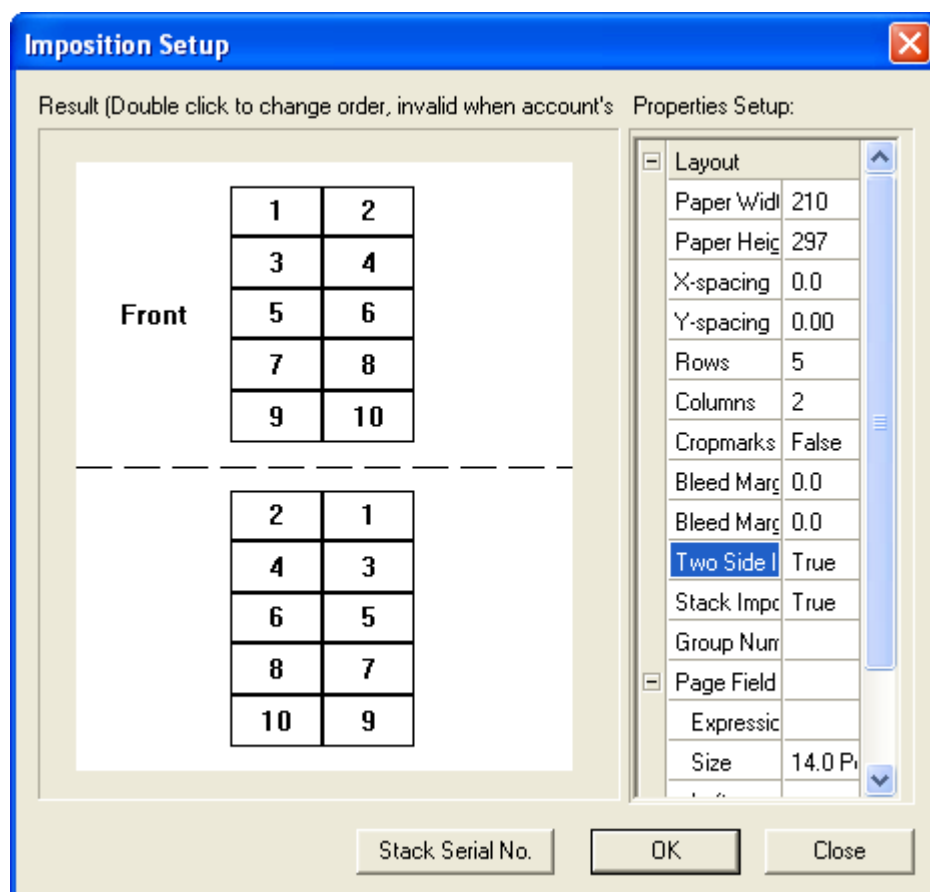 Imposition Setup
Result (Double click to change order, invalid when account's
Properties Setup:
1 2
3 4
Front 5 6
7 8
9 10
2 1
4 3
6 5
8 7
10 9
Layout
Paper Widt 210
Paper Heig 297
X-spacing 0.0
Y-spacing 0.00
Rows 5
Columns 2
Cropmarks False
Bleed Marg 0.0
Bleed Marg 0.0
Two Side I True
Stack Impo True
Group Num
Page Field
Expressio
Size 14.0 P
Stack Serial No.
OK
Close